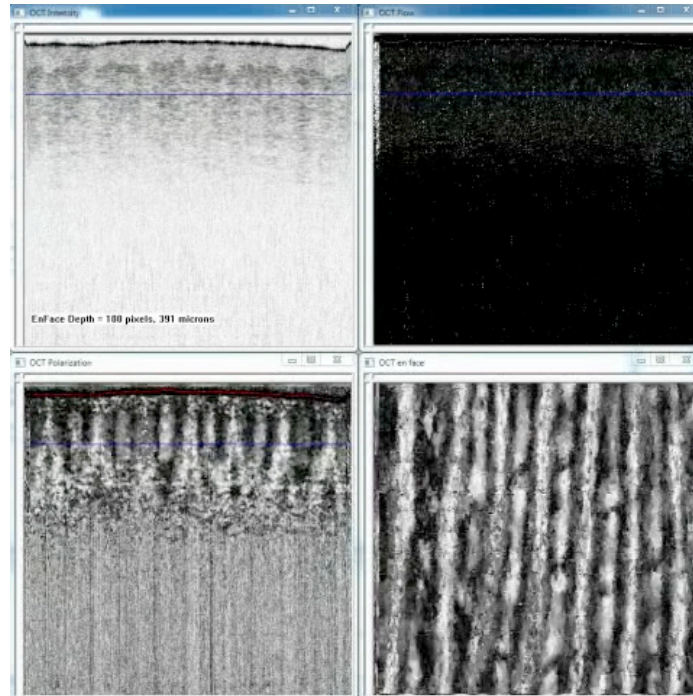 OCT Intensity
OCT Flow
EnFace Depth = 100 pixels, 391 microns
OCT Polarization
OCT en face